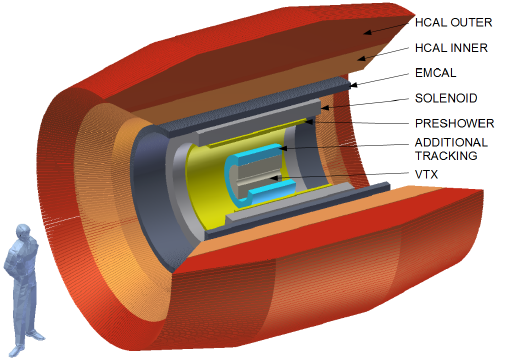 HCAL OUTER
HCAL INNER
EMCAL
SOLENOID
PRESHOWER
ADDITIONAL
TRACKING
VTX